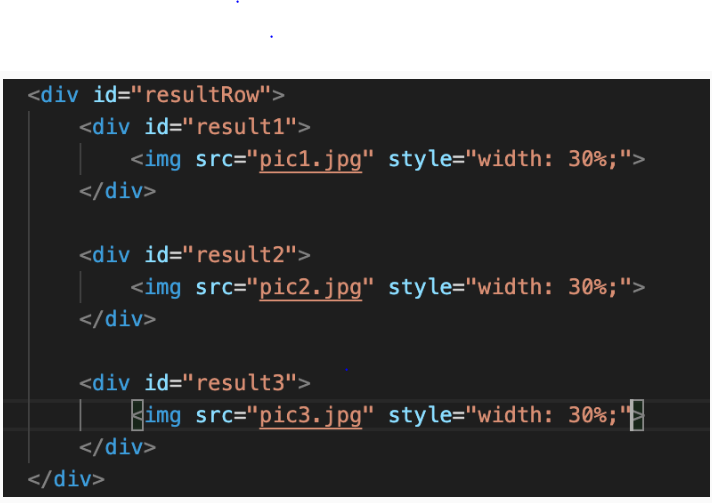 <div id="resultRow">
<div id="result1">
<img src="pic1.jpg" style="width: 30%;">
</div>
<div id="result2">
<img src="pic2.jpg" style="width: 30%;">
</div>
<div id="result3">
<img src="pic3.jpg" style="width: 30%;">
</div>
</div>